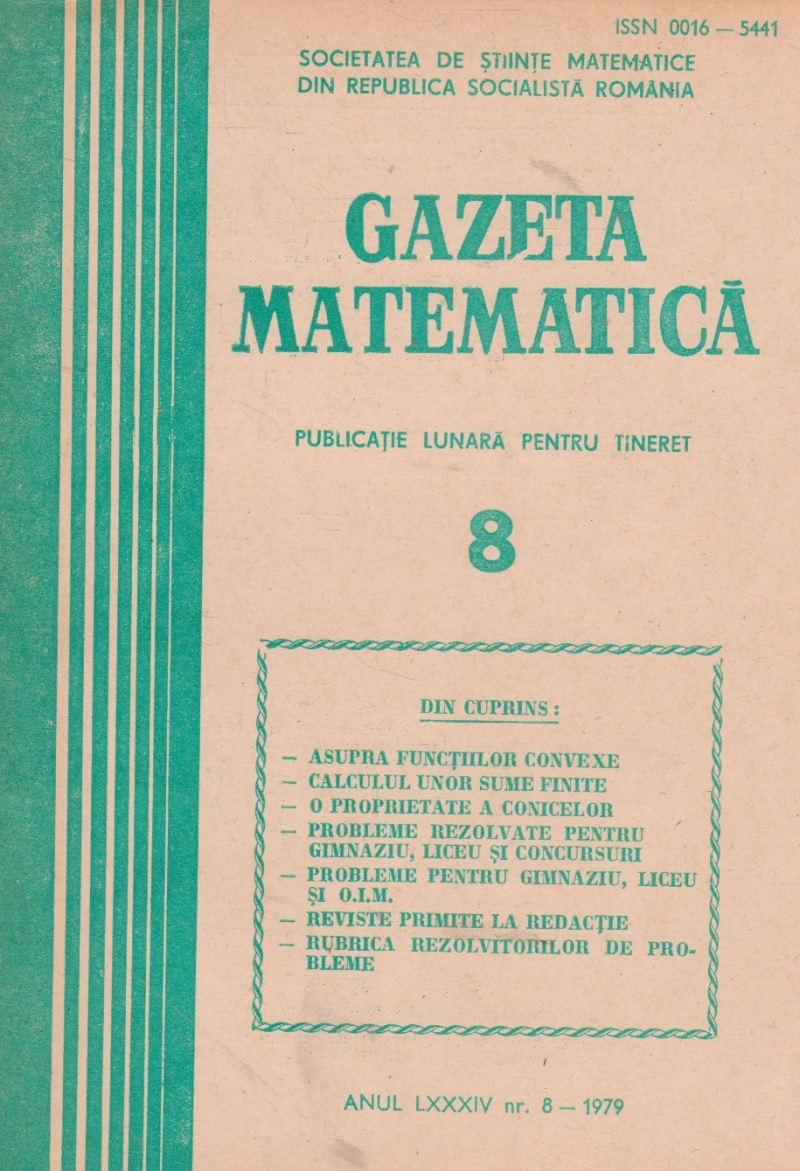 ISSN 0016 — 5441
SOCIETATEA DE ȘTIINȚE MATEMATICE
DIN REPUBLICA SOCIALISTĂ ROMÂNIA
GAZETA
MATEMATICĂ
PUBLICAȚIE LUNARĂ PENTRU TINERET
8
DIN CUPRINS :
— ASUPRA FUNCȚIILOR CONVEXE
— CALCULUL UNOR SUME FINITE
— O PROPRIETATE A CONICELOR
— PROBLEME REZOLVATE PENTRU
GIMNAZIU, LICEU ȘI CONCURSURI
— PROBLEME PENTRU GIMNAZIU, LICEU
ȘI O.I.M.
— REVISTE PRIMITE LA REDACȚIE
— RUBRICA REZOLVITORILOR DE PRO-
BLEME
ANUL LXXXIV nr. 8 — 1979